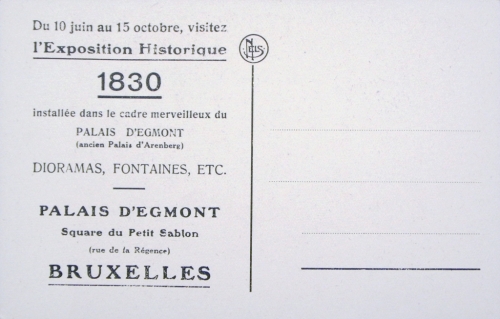 Du 10 juin au 15 octobre, visitez
l'Exposition Historique
1830
installée dans le cadre merveilleux du
PALAIS D'EGMONT
(ancien Palais d'Arenberg)
DIORAMAS, FONTAINES, ETC.
PALAIS D'EGMONT
Square du Petit Sablon
(rue de la Régence)
BRUXELLES
NELS